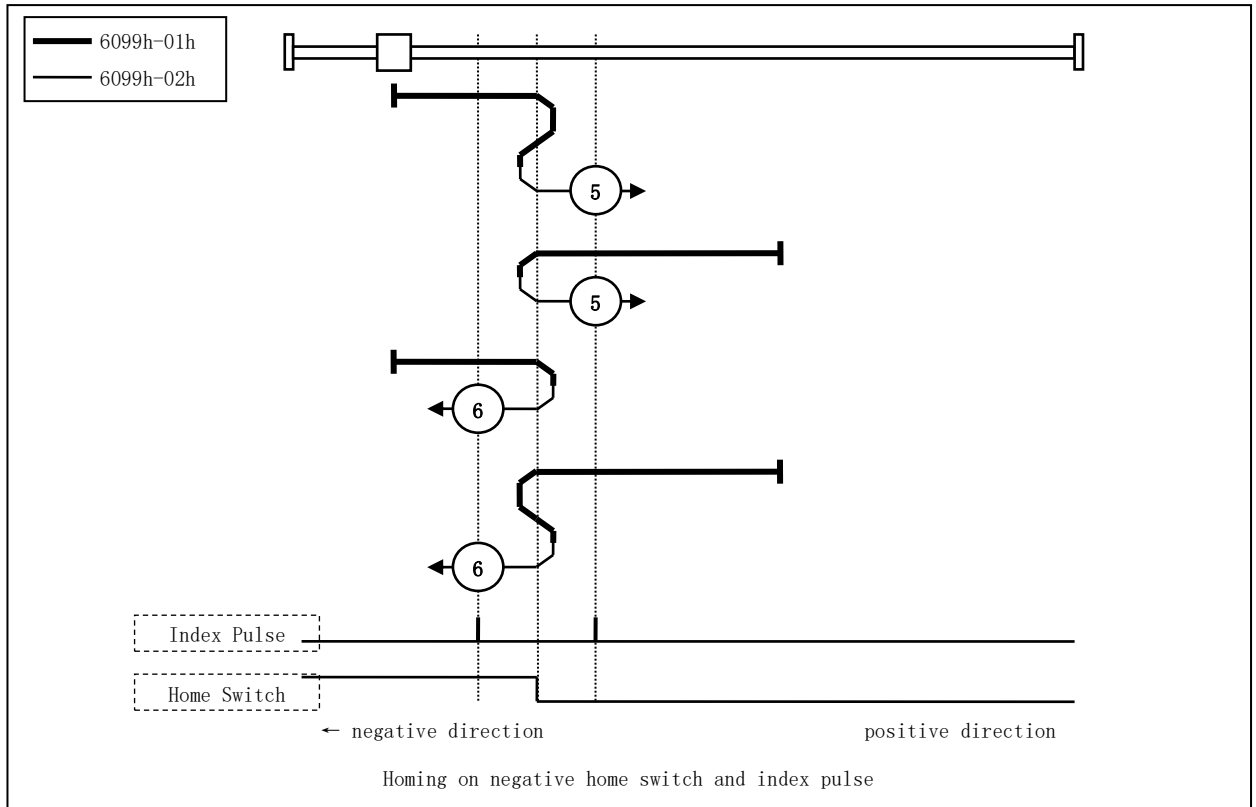 6099h-01h
6099h-02h
5
5
6
6
Index Pulse
Home Switch
← negative direction
positive direction
Homing on negative home switch and index pulse